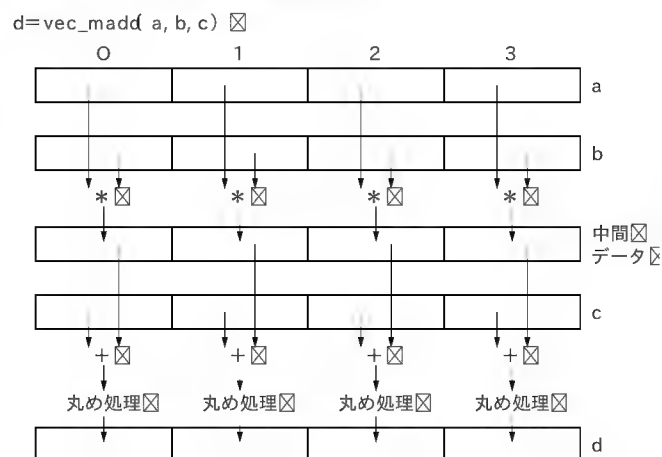 d=vec_madd( a, b, c)
0 1 2 3
a
b
* * * *
中間
データ
c
+ + + +
丸め処理 丸め処理 丸め処理 丸め処理
d